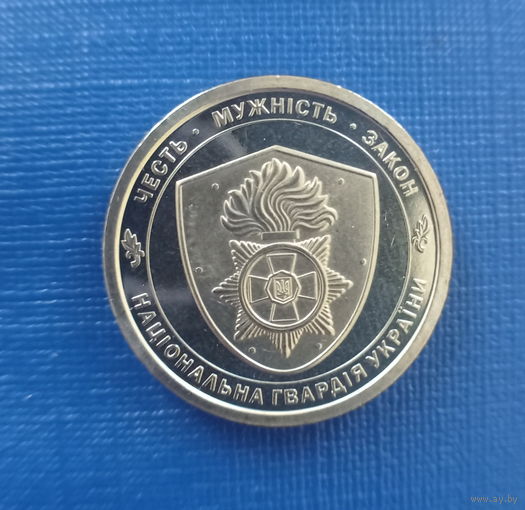 ЧЕСТЬ · МУЖНІСТЬ · ЗАКОН
НАЦІОНАЛЬНА ГВАРДІЯ УКРАЇНИ
www.ay.by